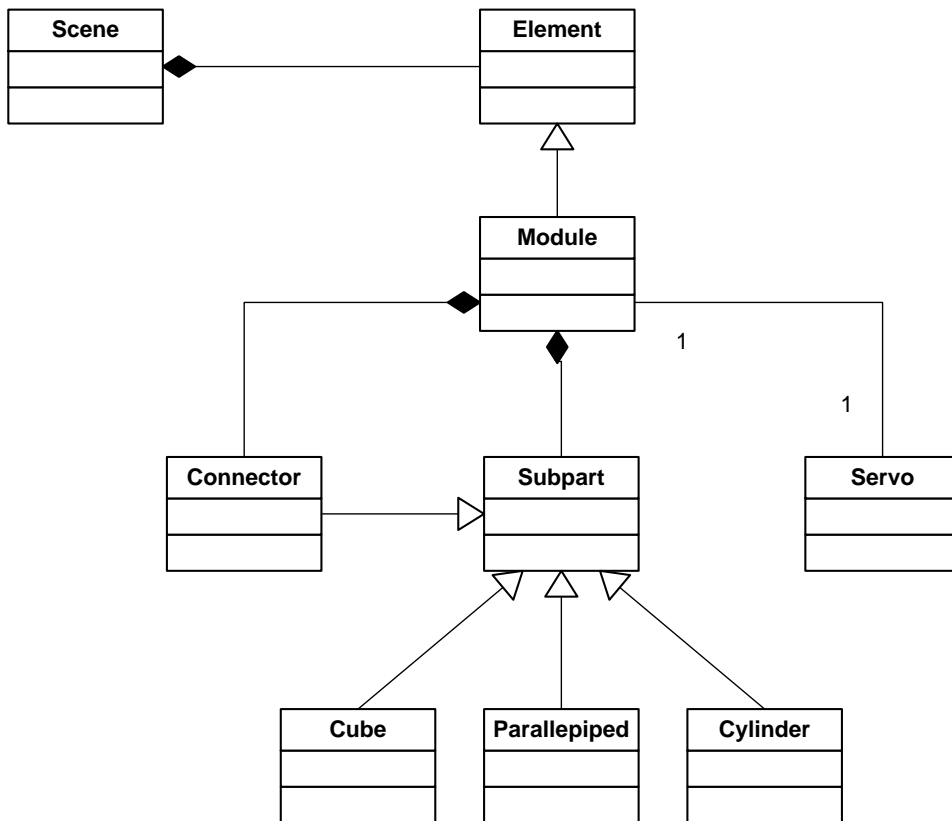 Scene
Element
Module
1
1
Connector
Subpart
Servo
Cube
Parallepiped
Cylinder